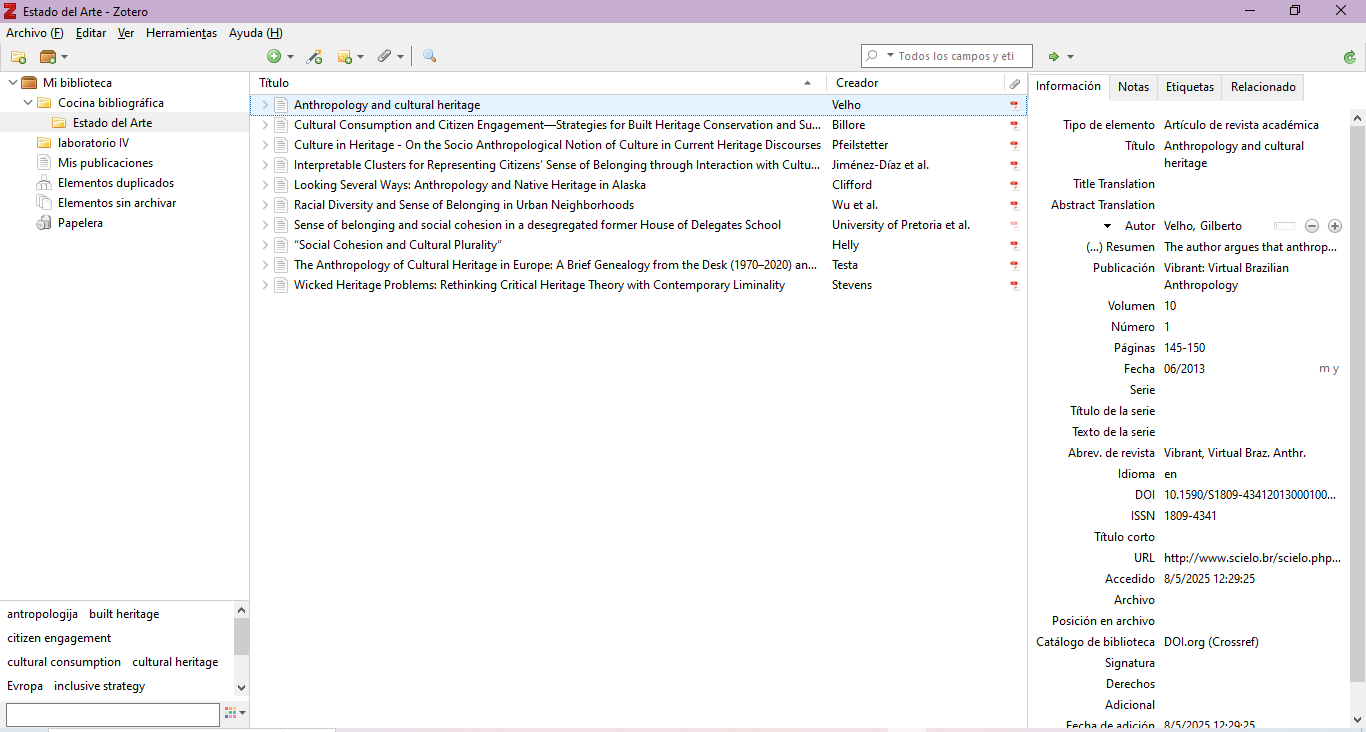 Estado del Arte - Zotero
Archivo (F) Editar Ver Herramientas Ayuda (H)
Todos los campos y eti
Mi biblioteca
Cocina bibliográfica
Estado del Arte
laboratorio IV
Mis publicaciones
Elementos duplicados
Elementos sin archivar
Papelera
antropologija built heritage
citizen engagement
cultural consumption cultural heritage
Evropa inclusive strategy
Título Creador
Anthropology and cultural heritage Velho
Cultural Consumption and Citizen Engagement—Strategies for Built Heritage Conservation and Su... Billore
Culture in Heritage - On the Socio Anthropological Notion of Culture in Current Heritage Discourses Pfeilstetter
Interpretable Clusters for Representing Citizens’ Sense of Belonging through Interaction with Cultu... Jiménez-Díaz et al.
Looking Several Ways: Anthropology and Native Heritage in Alaska Clifford
Racial Diversity and Sense of Belonging in Urban Neighborhoods Wu et al.
Sense of belonging and social cohesion in a desegregated former House of Delegates School University of Pretoria et al.
“Social Cohesion and Cultural Plurality” Helly
The Anthropology of Cultural Heritage in Europe: A Brief Genealogy from the Desk (1970–2020) an... Testa
Wicked Heritage Problems: Rethinking Critical Heritage Theory with Contemporary Liminality Stevens
Información Notas Etiquetas Relacionado
Tipo de elemento Artículo de revista académica
Título Anthropology and cultural
heritage
Title Translation
Abstract Translation
Autor Velho, Gilberto
(...) Resumen The author argues that anthrop...
Publicación Vibrant: Virtual Brazilian
Anthropology
Volumen 10
Número 1
Páginas 145-150
Fecha 06/2013 m y
Serie
Título de la serie
Texto de la serie
Abrev. de revista Vibrant, Virtual Braz. Anthr.
Idioma en
DOI 10.1590/S1809-43412013000100...
ISSN 1809-4341
Título corto
URL http://www.scielo.br/scielo.php...
Accedido 8/5/2025 12:29:25
Archivo
Posición en archivo
Catálogo de biblioteca DOI.org (Crossref)
Signatura
Derechos
Adicional
Fecha de adición 8/5/2025 12:29:25